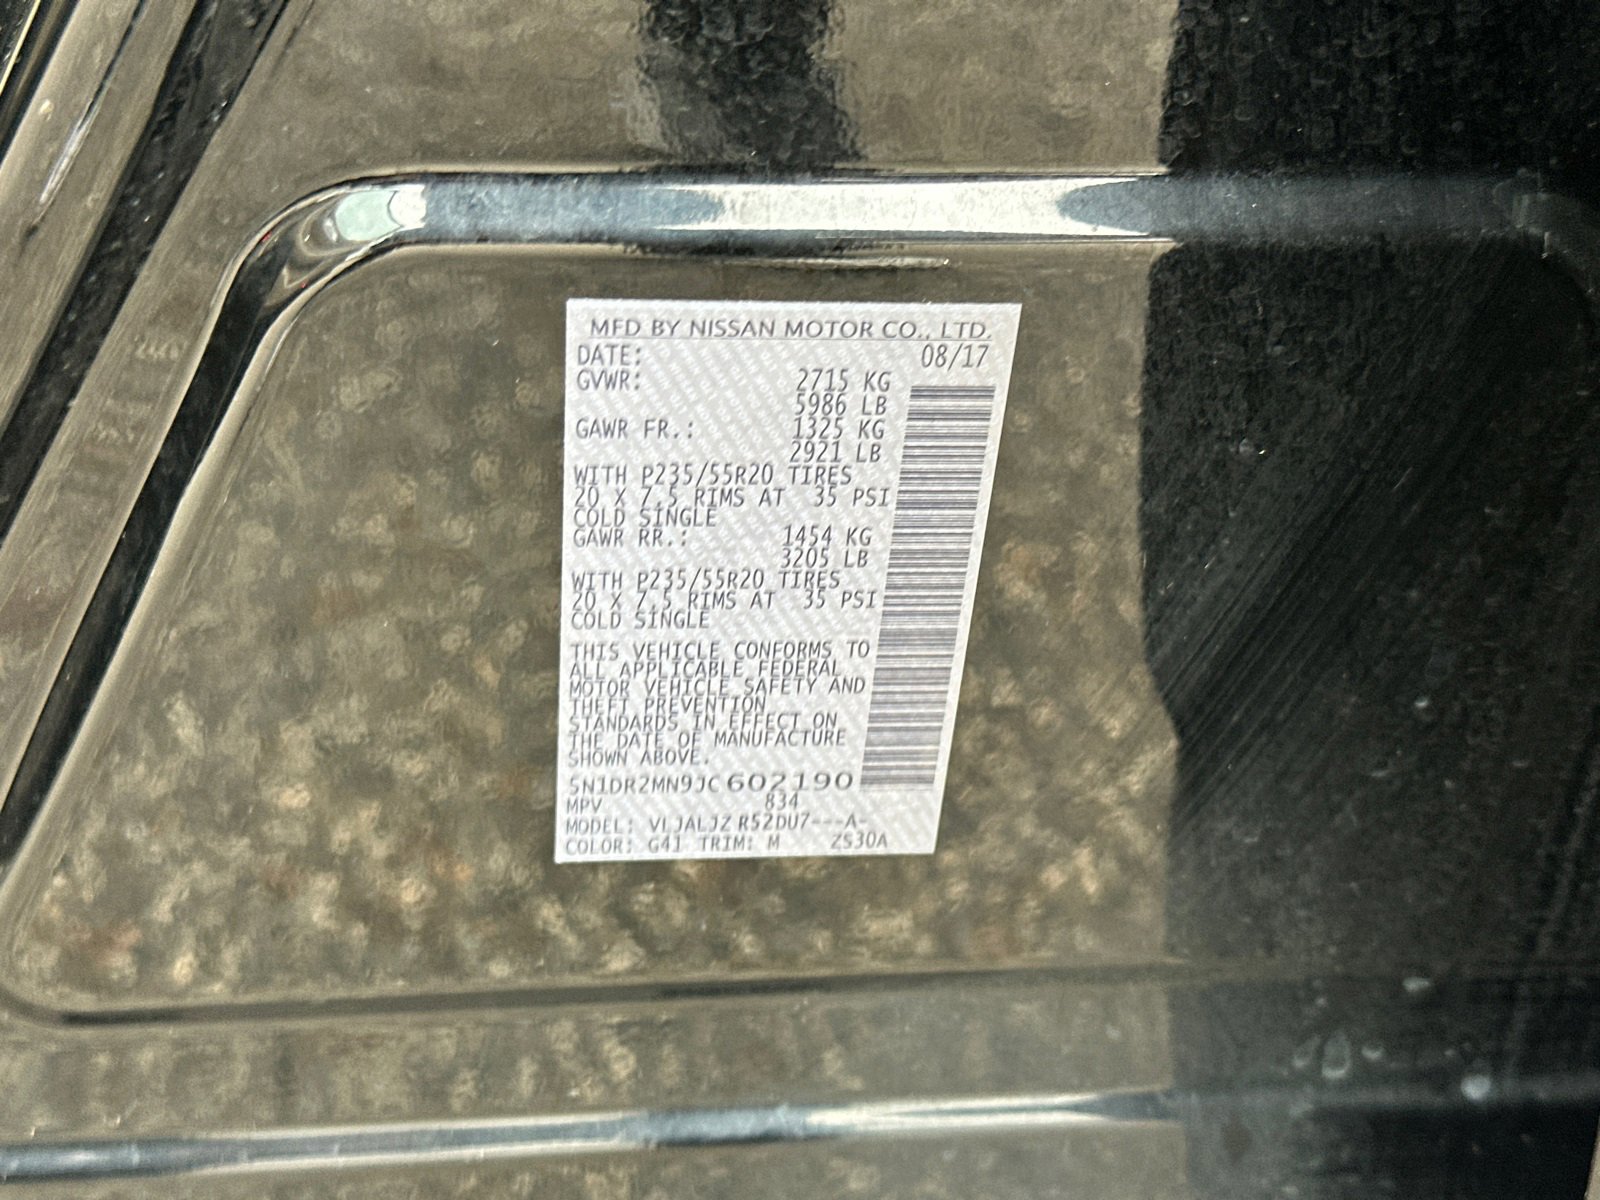 MFD BY NISSAN MOTOR CO., LTD.
DATE: 08/17
GVWR: 2715 KG
5986 LB
GAWR FR.: 1325 KG
2921 LB
WITH P235/55R20 TIRES
20 X 7.5 RIMS AT 35 PSI
COLD SINGLE
GAWR RR.: 1454 KG
3205 LB
WITH P235/55R20 TIRES
20 X 7.5 RIMS AT 35 PSI
COLD SINGLE
THIS VEHICLE CONFORMS TO
ALL APPLICABLE FEDERAL
MOTOR VEHICLE SAFETY AND
THEFT PREVENTION
STANDARDS IN EFFECT ON
THE DATE OF MANUFACTURE
SHOWN ABOVE.
5N1DR2MN9JC602190
MPV 834
MODEL: VLJALJZ R52DU7---A-
COLOR: G41 TRIM: M ZS30A